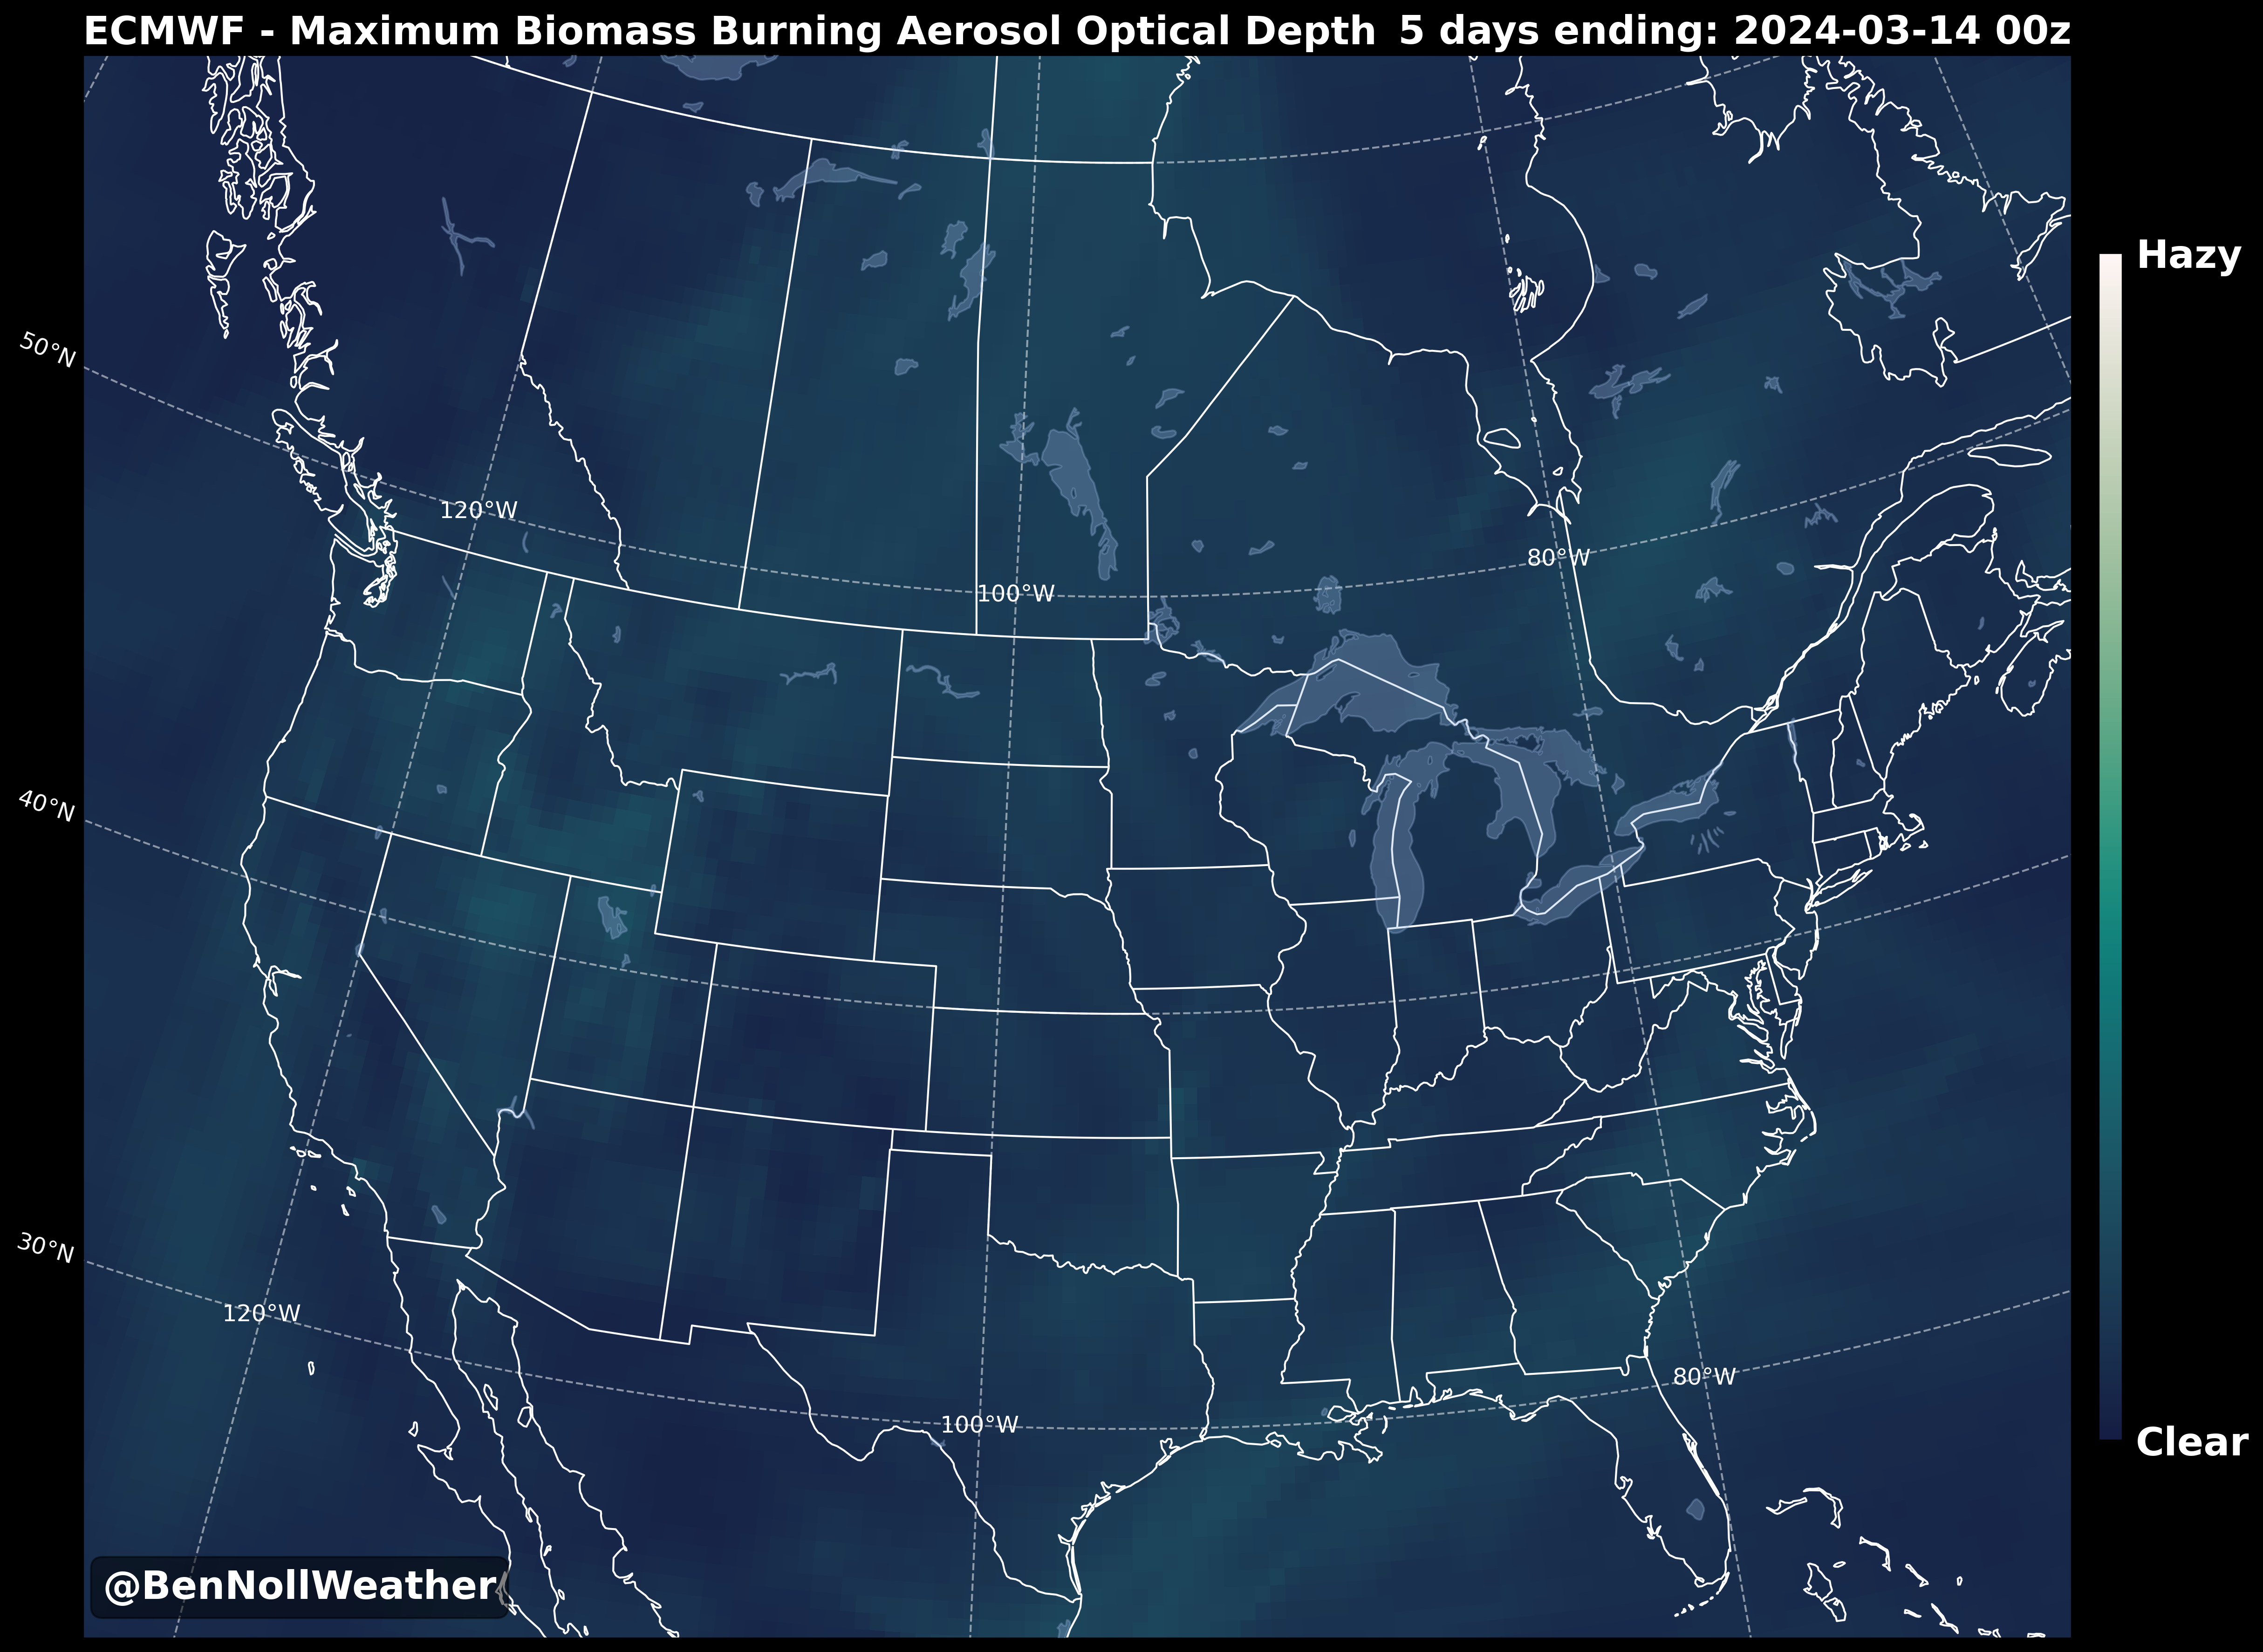 ECMWF - Maximum Biomass Burning Aerosol Optical Depth 5 days ending: 2024-03-14 00z
Hazy
50°N
120°W
80°W
100°W
40°N
30°N
120°W
80°W
100°W
Clear
@BenNollWeather